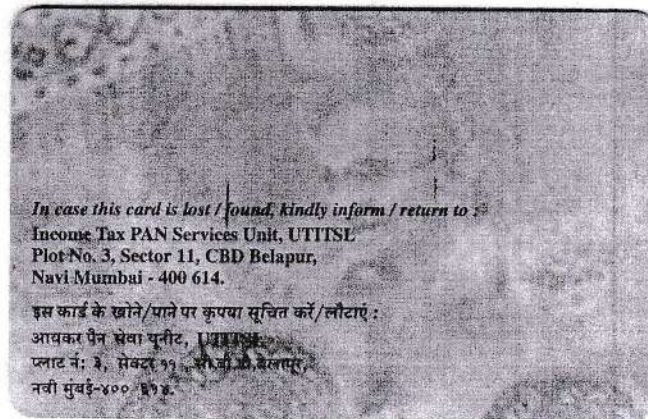 In case this card is lost / found, kindly inform / return to :
Income Tax PAN Services Unit, UTITSL
Plot No. 3, Sector 11, CBD Belapur,
Navi Mumbai - 400 614.
इस कार्ड के खोने/पाने पर कृपया सूचित करें/लौटाएं :
आयकर पैन सेवा यूनीट, UTITSL
प्लाट नं: ३, सेक्टर ११ , सी.बी.डी.बेलापूर,
नवी मुंबई-४०० ६१४.